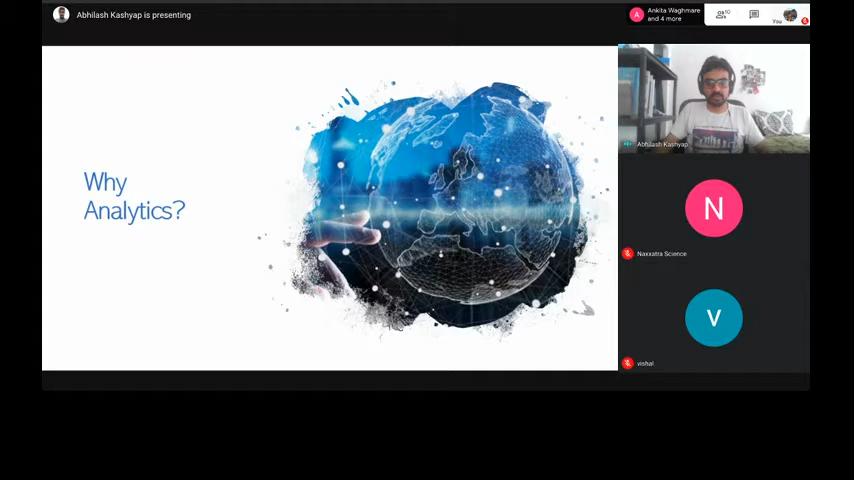 Abhilash Kashyap is presenting
A
Ankita Waghmare
and 4 more
10
You
Why
Analytics?
Abhilash Kashyap
N
Naxxatra Science
V
vishal